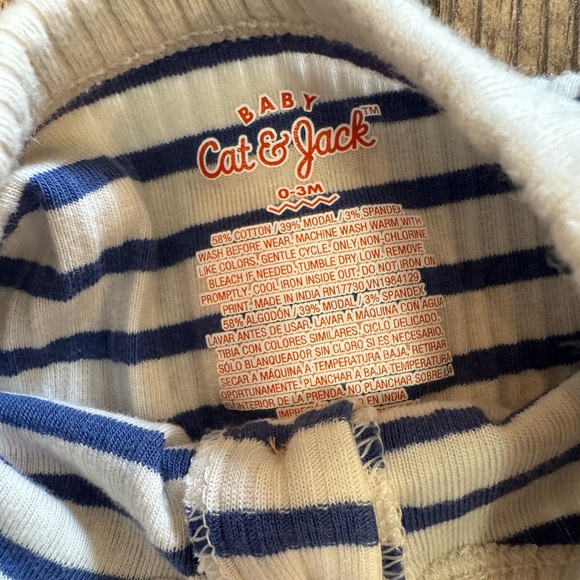 BABY
Cat & Jack™
0-3M
58% COTTON / 39% MODAL / 3% SPANDEX
WASH BEFORE WEAR. MACHINE WASH WARM WITH
LIKE COLORS, GENTLE CYCLE. ONLY NON-CHLORINE
BLEACH IF NEEDED. TUMBLE DRY LOW. REMOVE
PROMPTLY. COOL IRON INSIDE OUT. DO NOT IRON ON
PRINT. MADE IN INDIA RN17730 VN1984129
58% ALGODÓN / 39% MODAL / 3% SPANDEX
LAVAR ANTES DE USAR. LAVAR A MÁQUINA CON AGUA
TIBIA CON COLORES SIMILARES, CICLO DELICADO.
SÓLO BLANQUEADOR SIN CLORO SI ES NECESARIO.
SECAR A MÁQUINA A TEMPERATURA BAJA. RETIRAR
OPORTUNAMENTE. PLANCHAR A BAJA TEMPERATURA
INTERIOR DE LA PRENDA. NO PLANCHAR SOBRE LA
EN INDIA